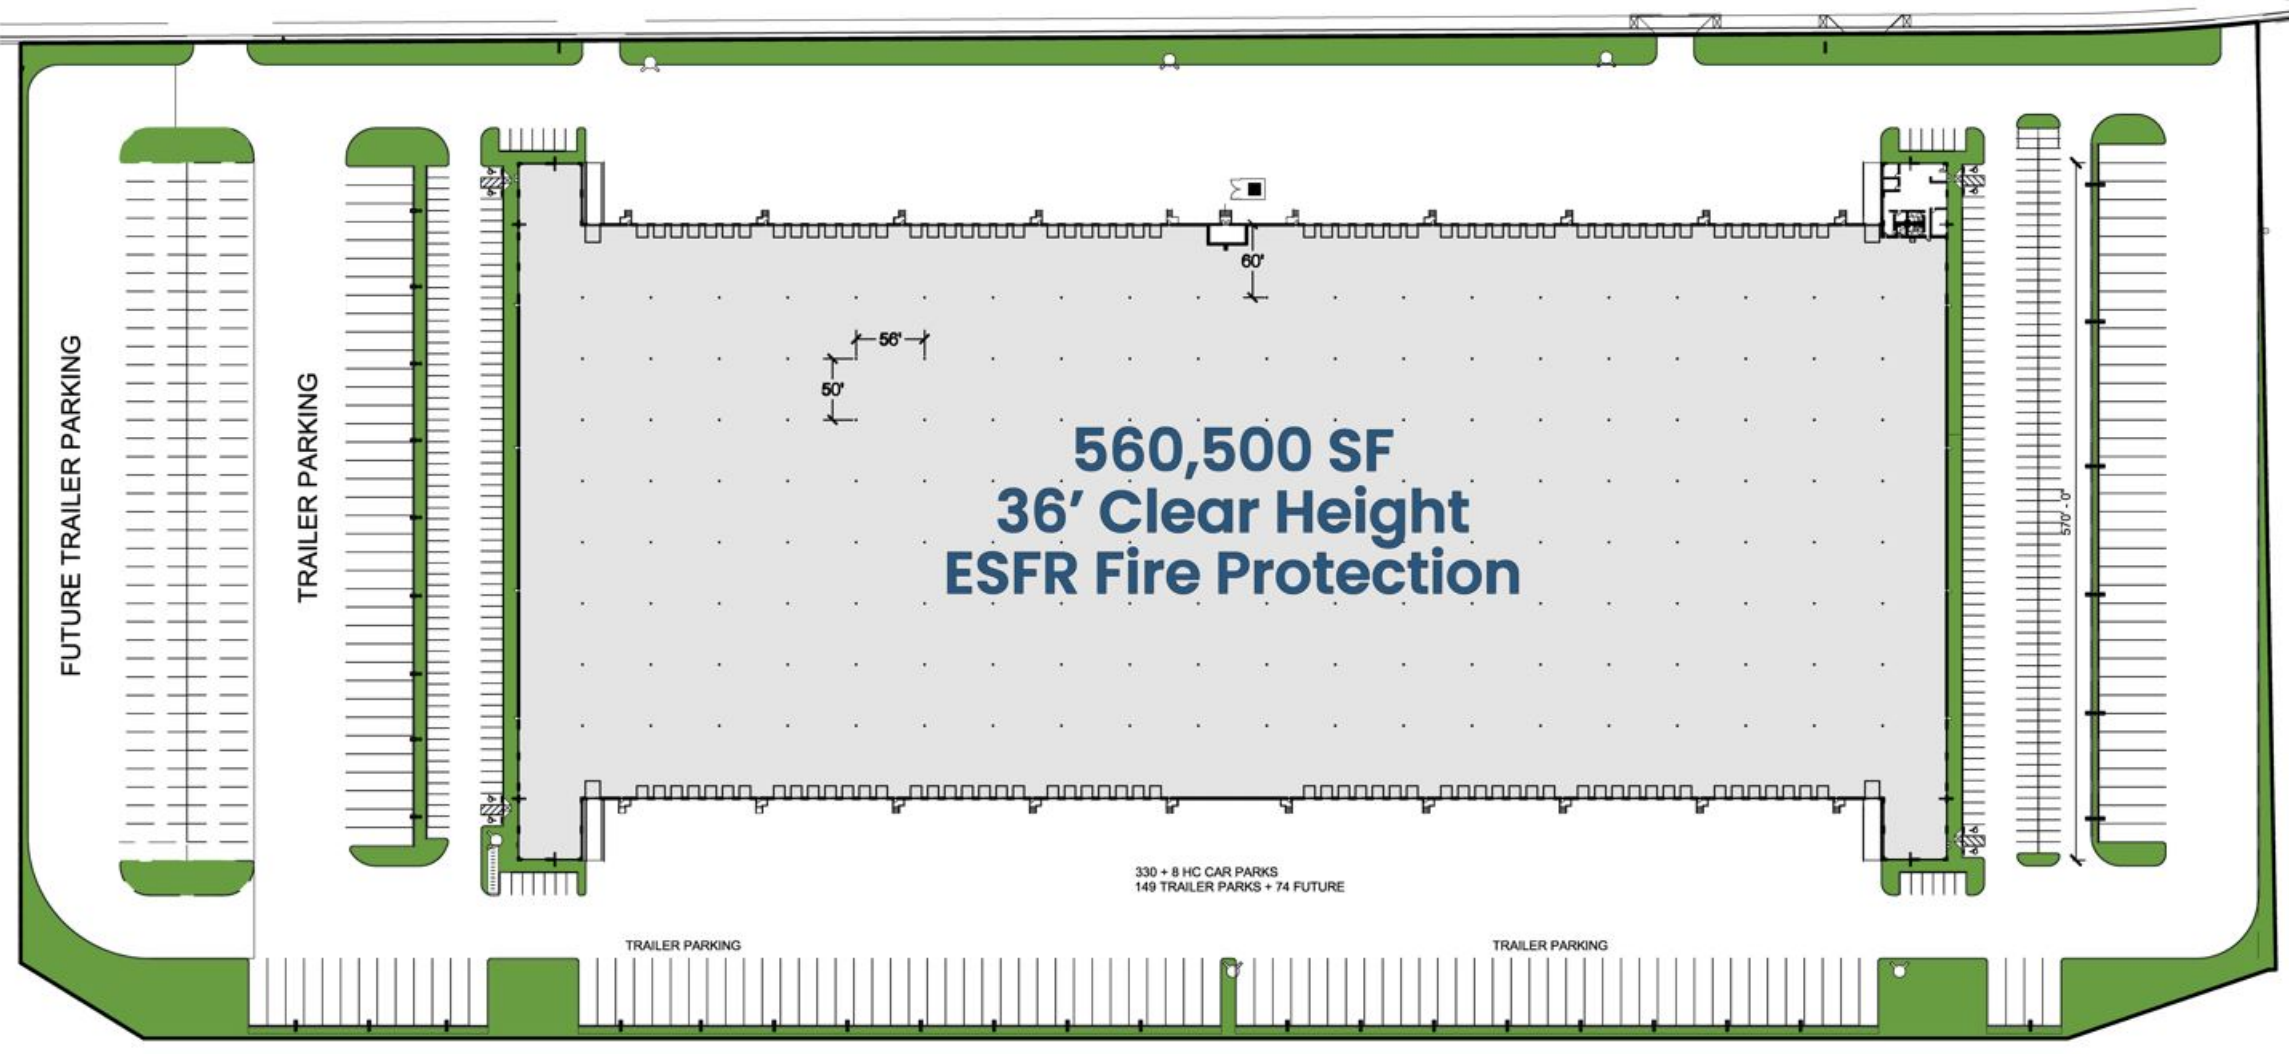 60'
56'
50'
FUTURE TRAILER PARKING
TRAILER PARKING
560,500 SF
36' Clear Height
ESFR Fire Protection
570' - 0"
330 + 8 HC CAR PARKS
149 TRAILER PARKS + 74 FUTURE
TRAILER PARKING
TRAILER PARKING